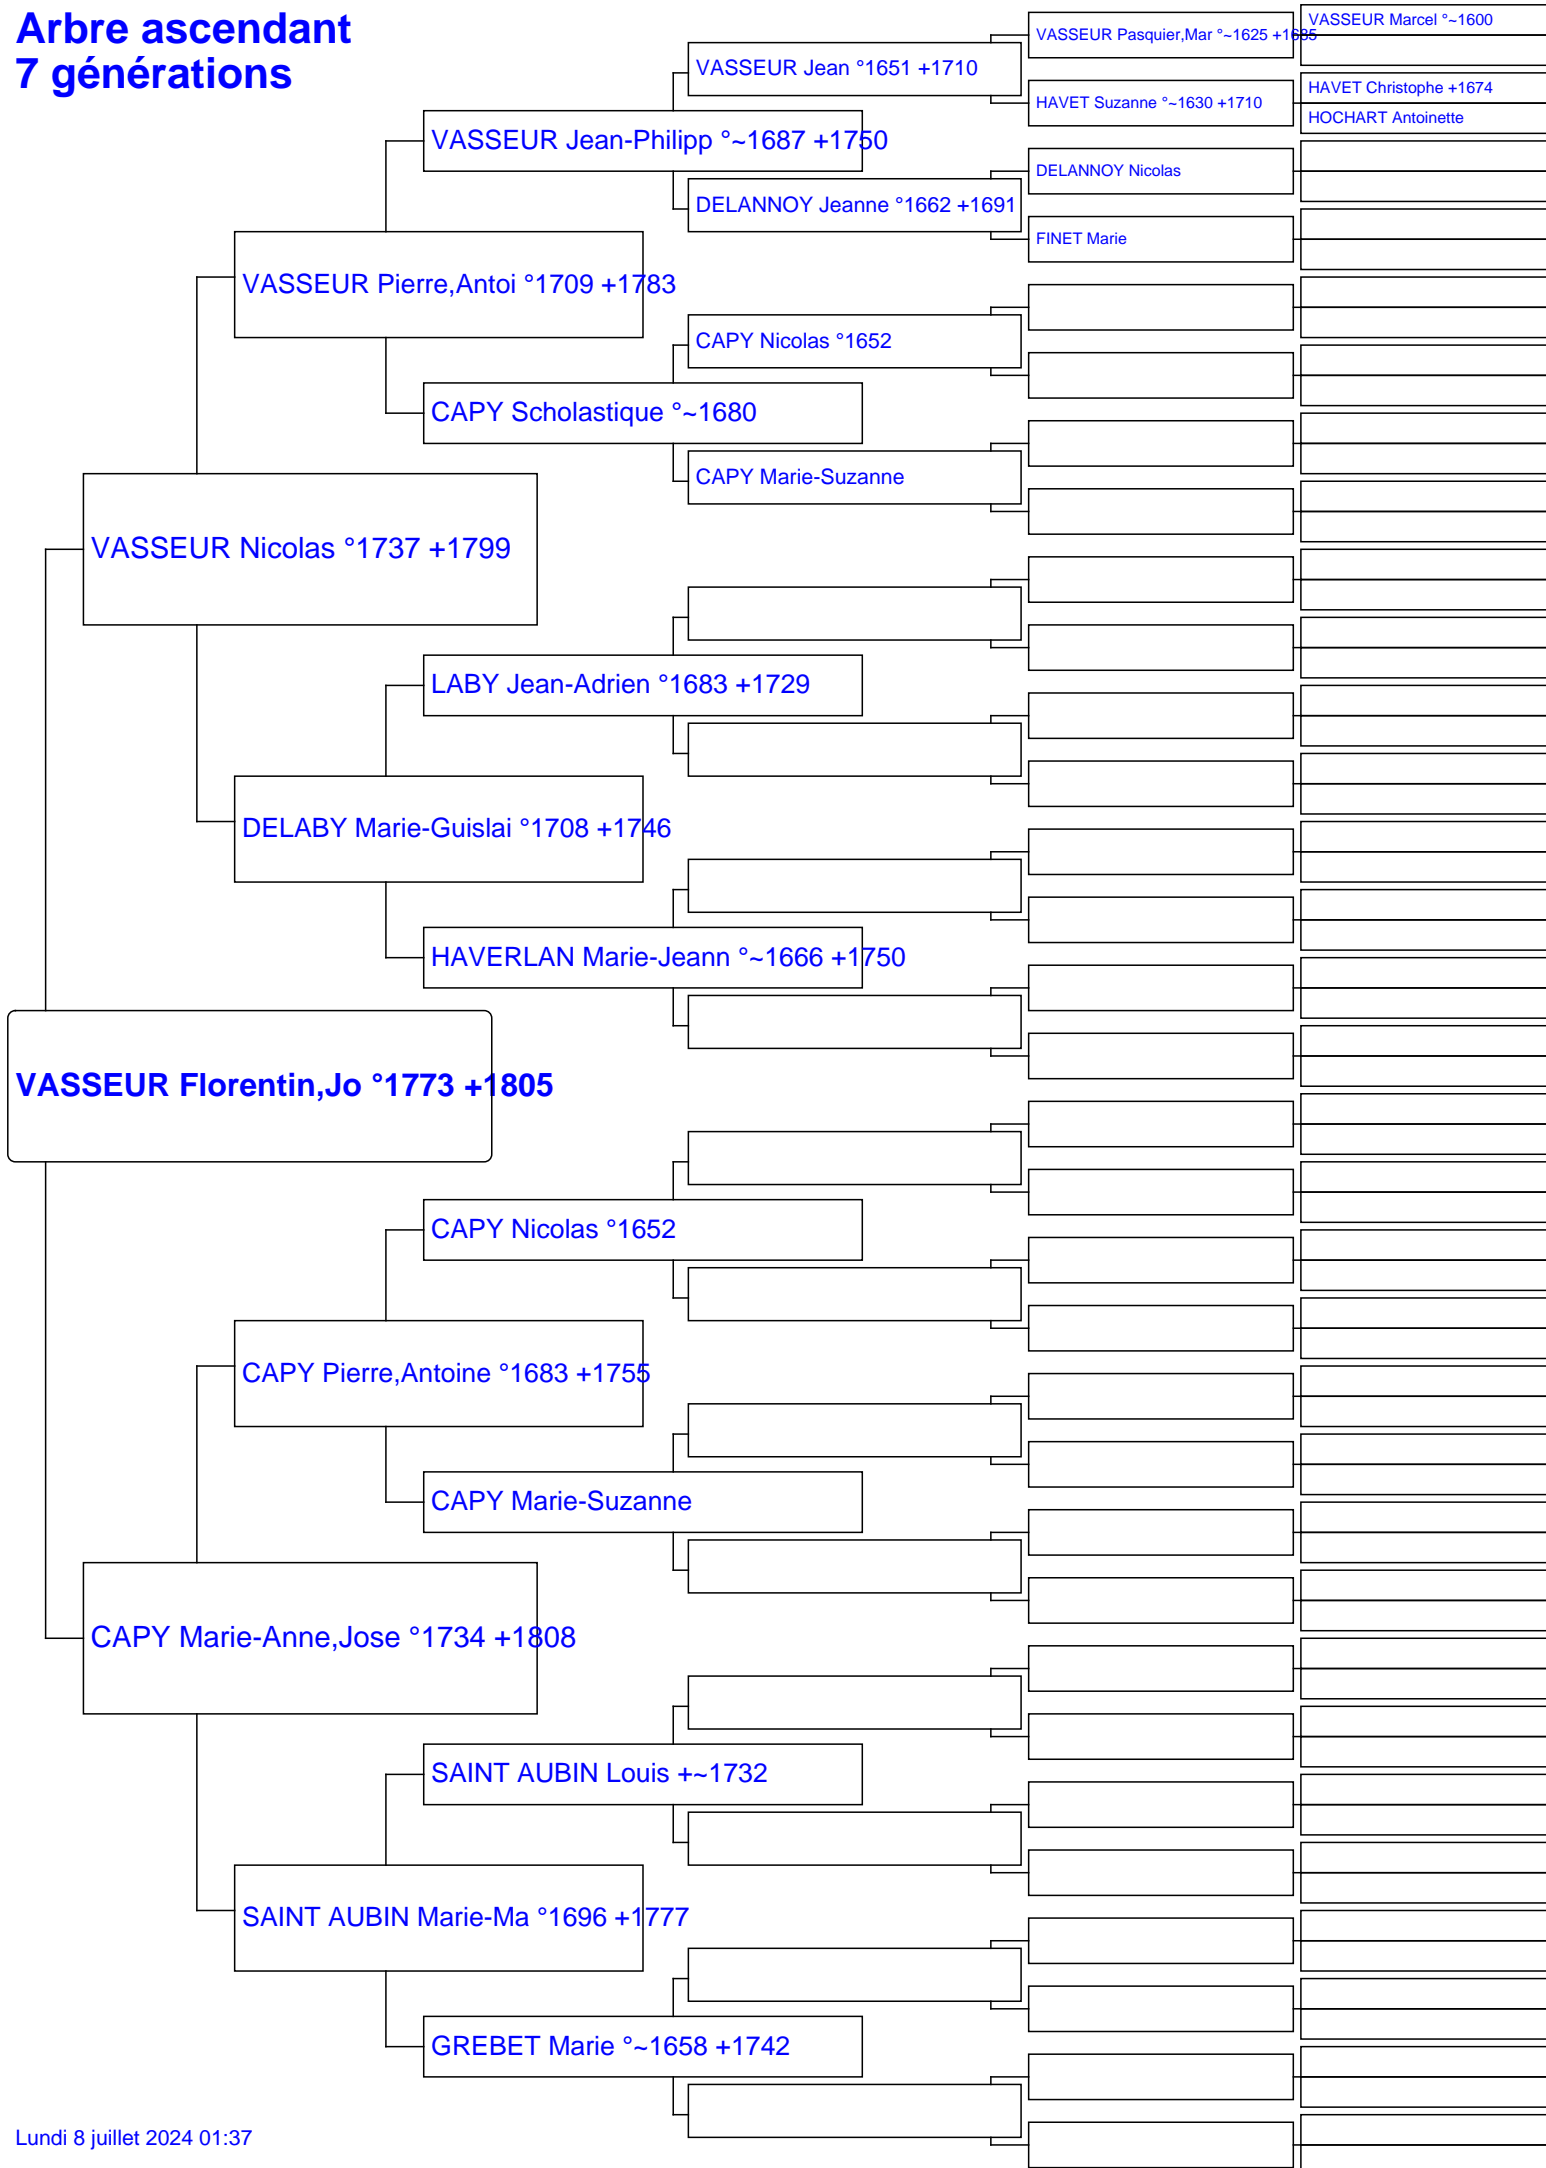 Arbre ascendant
7 générations
VASSEUR Marcel °~1600
VASSEUR Pasquier,Mar °~1625 +1685
VASSEUR Jean °1651 +1710
HAVET Christophe +1674
HAVET Suzanne °~1630 +1710
HOCHART Antoinette
VASSEUR Jean-Philipp °~1687 +1750
DELANNOY Nicolas
DELANNOY Jeanne °1662 +1691
FINET Marie
VASSEUR Pierre,Antoi °1709 +1783
CAPY Nicolas °1652
CAPY Scholastique °~1680
CAPY Marie-Suzanne
VASSEUR Nicolas °1737 +1799
LABY Jean-Adrien °1683 +1729
DELABY Marie-Guislai °1708 +1746
HAVERLAN Marie-Jeann °~1666 +1750
VASSEUR Florentin,Jo °1773 +1805
CAPY Nicolas °1652
CAPY Pierre,Antoine °1683 +1755
CAPY Marie-Suzanne
CAPY Marie-Anne,Jose °1734 +1808
SAINT AUBIN Louis +~1732
SAINT AUBIN Marie-Ma °1696 +1777
GREBET Marie °~1658 +1742
Lundi 8 juillet 2024 01:37